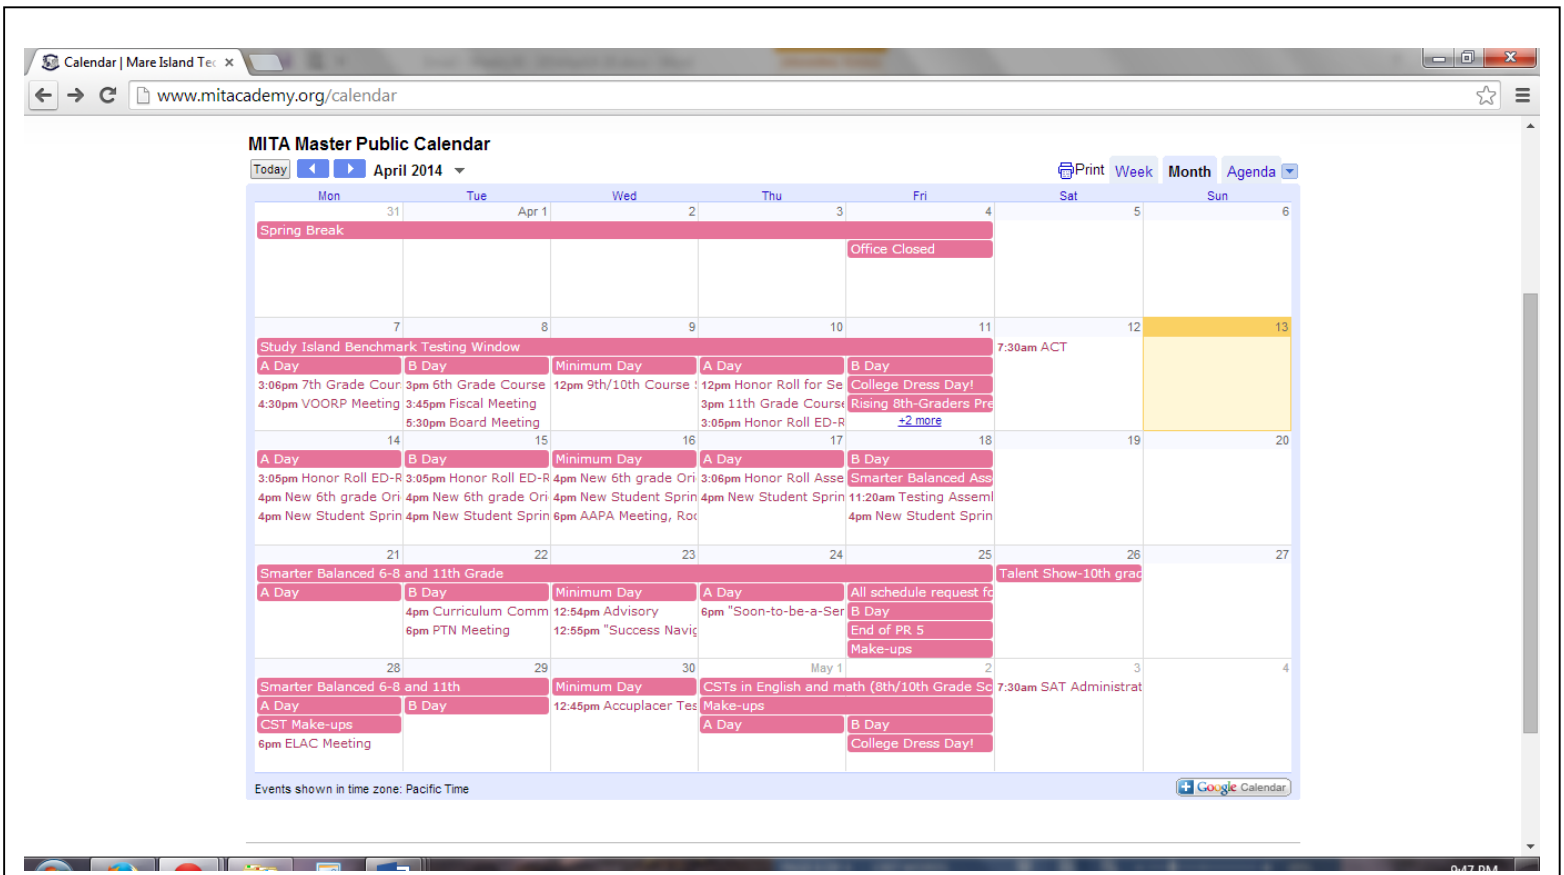 Calendar | Mare Island Tec
www.mitacademy.org/calendar
MITA Master Public Calendar
Today April 2014 Print Week Month Agenda
Mon Tue Wed Thu Fri Sat Sun
31 Apr 1 2 3 4 5 6
Spring Break
Office Closed
7 8 9 10 11 12 13
Study Island Benchmark Testing Window 7:30am ACT
A Day B Day Minimum Day A Day B Day
3:06pm 7th Grade Cour 3pm 6th Grade Course 12pm 9th/10th Course 12pm Honor Roll for Se College Dress Day!
4:30pm VOORP Meeting 3:45pm Fiscal Meeting 3pm 11th Grade Course Rising 8th-Graders Pre
5:30pm Board Meeting 3:05pm Honor Roll ED-R +2 more
14 15 16 17 18 19 20
A Day B Day Minimum Day A Day B Day
3:05pm Honor Roll ED-R 3:05pm Honor Roll ED-R 4pm New 6th grade Ori 3:06pm Honor Roll Asse Smarter Balanced Ass
4pm New 6th grade Ori 4pm New 6th grade Ori 4pm New Student Sprin 4pm New Student Sprin 11:20am Testing Asseml
4pm New Student Sprin 4pm New Student Sprin 6pm AAPA Meeting, Roo 4pm New Student Sprin
21 22 23 24 25 26 27
Smarter Balanced 6-8 and 11th Grade Talent Show-10th grad
A Day B Day Minimum Day A Day All schedule request fo
4pm Curriculum Comm 12:54pm Advisory 6pm "Soon-to-be-a-Ser B Day
6pm PTN Meeting 12:55pm "Success Navig End of PR 5
Make-ups
28 29 30 May 1 2 3 4
Smarter Balanced 6-8 and 11th Minimum Day CSTs in English and math (8th/10th Grade Sc 7:30am SAT Administrat
A Day B Day 12:45pm Accuplacer Tes Make-ups
CST Make-ups A Day B Day
6pm ELAC Meeting College Dress Day!
Events shown in time zone: Pacific Time Google Calendar
9:47 PM